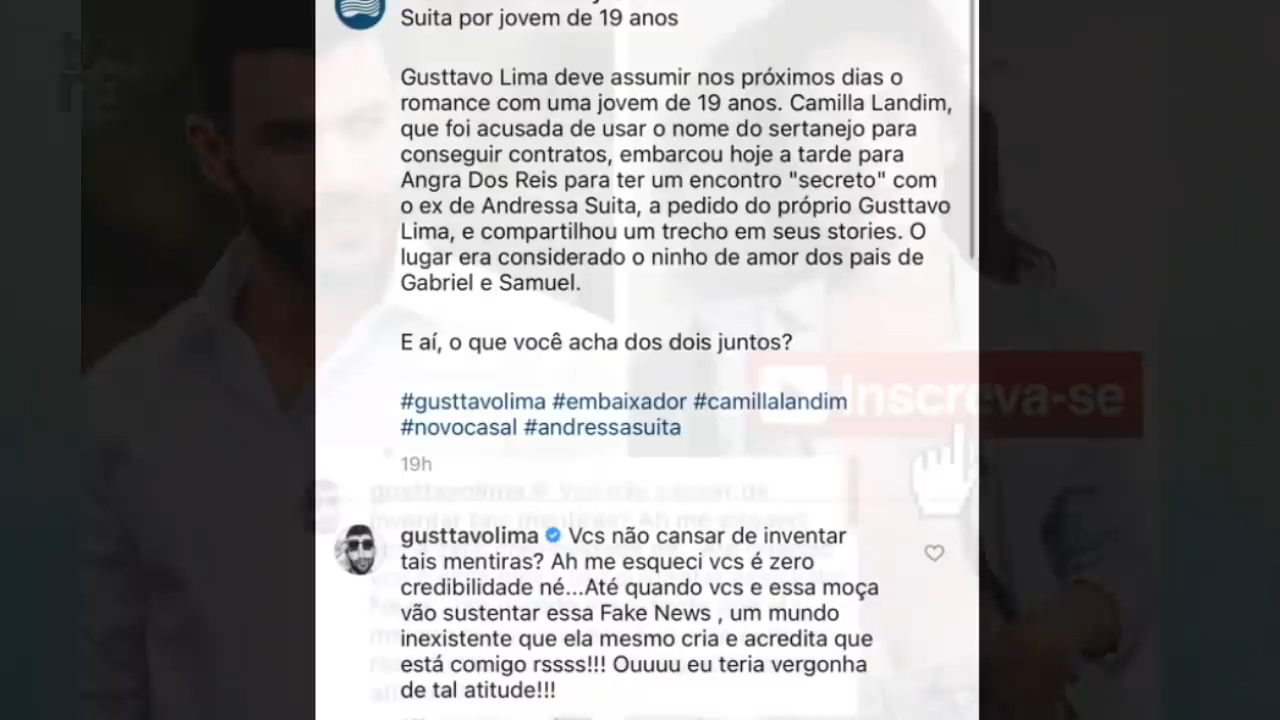 Suita por jovem de 19 anos
Gusttavo Lima deve assumir nos próximos dias o
romance com uma jovem de 19 anos. Camilla Landim,
que foi acusada de usar o nome do sertanejo para
conseguir contratos, embarcou hoje a tarde para
Angra Dos Reis para ter um encontro "secreto" com
o ex de Andressa Suita, a pedido do próprio Gusttavo
Lima, e compartilhou um trecho em seus stories. O
lugar era considerado o ninho de amor dos pais de
Gabriel e Samuel.
E aí, o que você acha dos dois juntos?
#gusttavolima #embaixador #camillalandim
#novocasal #andressasuita
Inscreva-se
19h
gusttavolima Vcs não cansar de inventar
tais mentiras? Ah me esqueci vcs é zero
credibilidade né...Até quando vcs e essa moça
vão sustentar essa Fake News , um mundo
inexistente que ela mesmo cria e acredita que
está comigo rssss!!! Ouuuu eu teria vergonha
de tal atitude!!!